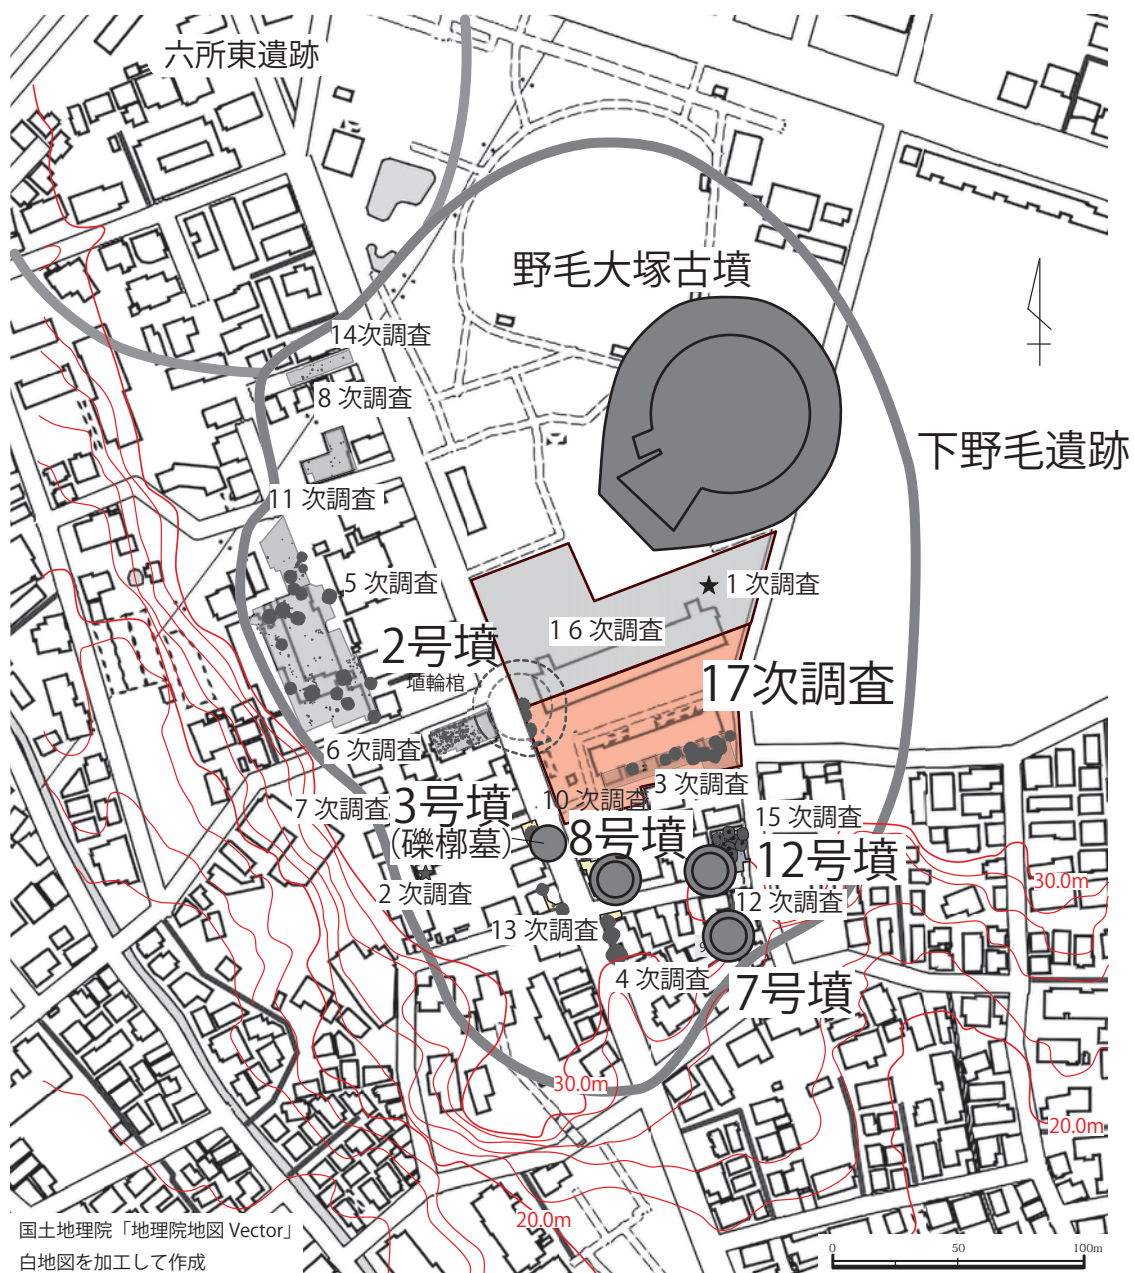 六所東遺跡
野毛大塚古墳
14次調査
8 次調査
下野毛遺跡
11 次調査
5 次調査
1 次調査
1 6 次調査
2号墳
埴輪棺
17次調査
6 次調査
3 次調査
7 次調査
3号墳
(礫槨墓)
10 次調査
8号墳
15 次調査
12号墳
30.0m
2 次調査
12 次調査
13 次調査
4 次調査
7号墳
30.0m
20.0m
20.0m
国土地理院「地理院地図 Vector」
白地図を加工して作成
0 50 100m